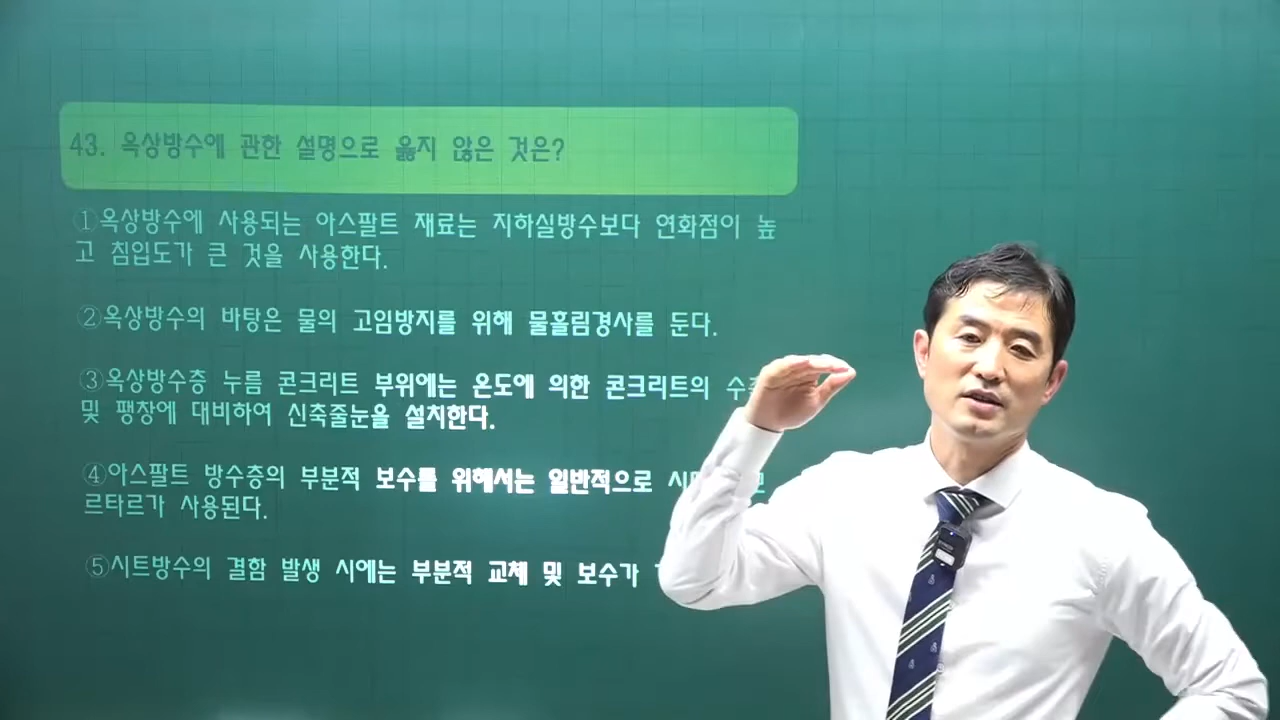 43. 옥상방수에 관한 설명으로 옳지 않은 것은?
①옥상방수에 사용되는 아스팔트 재료는 지하실방수보다 연화점이 높
고 침입도가 큰 것을 사용한다.
②옥상방수의 바탕은 물의 고임방지를 위해 물흘림경사를 둔다.
③옥상방수층 누름 콘크리트 부위에는 온도에 의한 콘크리트의
및 팽창에 대비하여 신축줄눈을 설치한다.
④아스팔트 방수층의 부분적 보수를 위해서는 일반적으로
르타르가 사용된다.
⑤시트방수의 결함 발생 시에는 부분적 교체 및 보수가